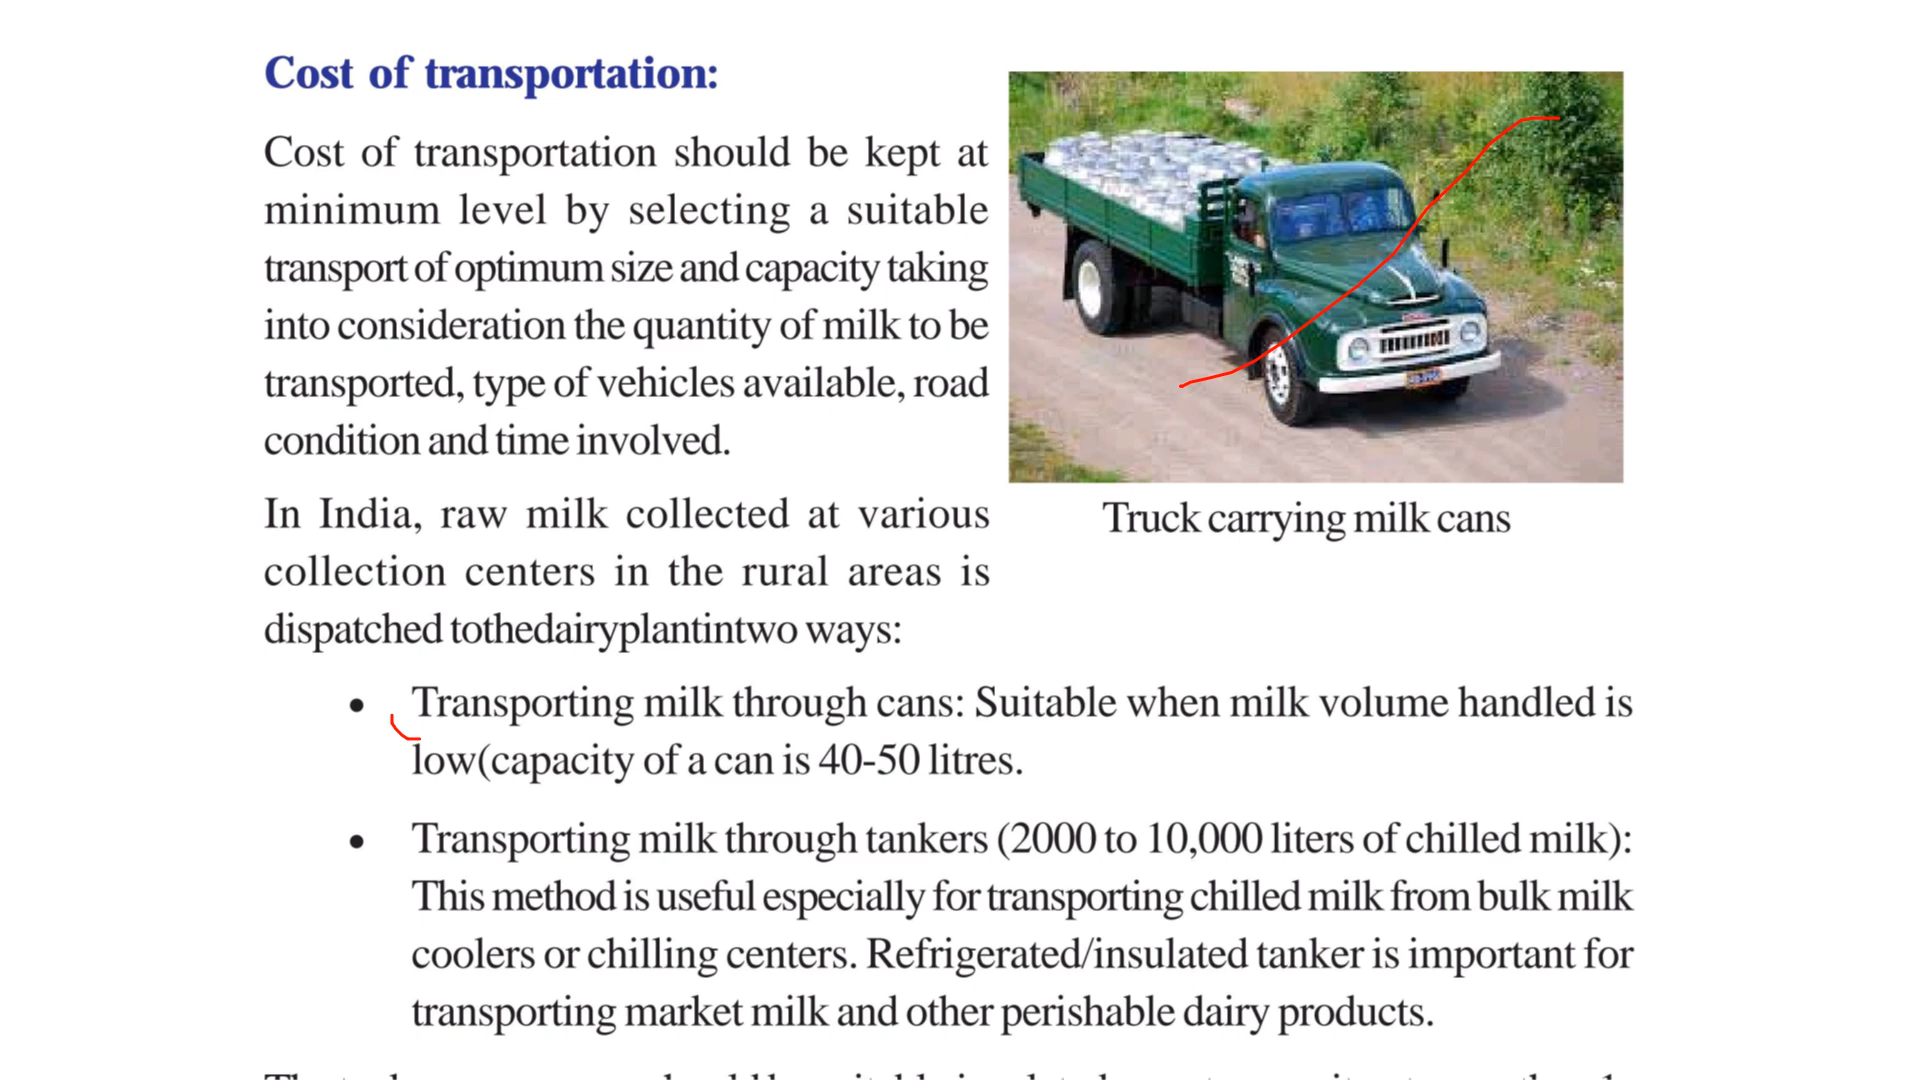 Cost of transportation:
Cost of transportation should be kept at
minimum level by selecting a suitable
transport of optimum size and capacity taking
into consideration the quantity of milk to be
transported, type of vehicles available, road
condition and time involved.
Truck carrying milk cans
In India, raw milk collected at various
collection centers in the rural areas is
dispatched tothedairyplantintwo ways:
• Transporting milk through cans: Suitable when milk volume handled is
low(capacity of a can is 40-50 litres.
• Transporting milk through tankers (2000 to 10,000 liters of chilled milk):
This method is useful especially for transporting chilled milk from bulk milk
coolers or chilling centers. Refrigerated/insulated tanker is important for
transporting market milk and other perishable dairy products.